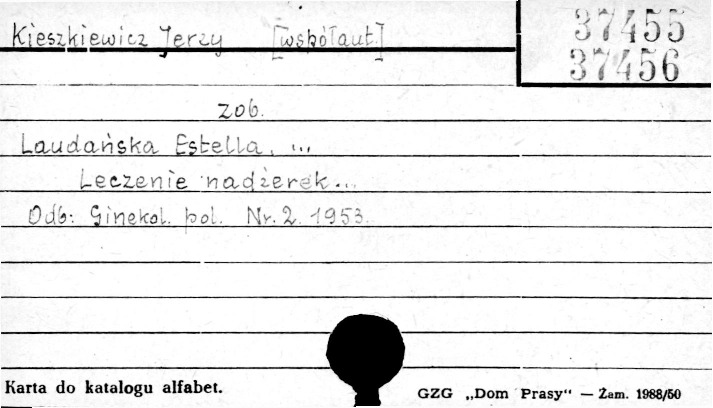 Kieszkiewicz Jerzy [współaut.]
37455
37456
zob.
Laudańska Estella, ...
Leczenie nadżerek...
Odb: Ginekol. pol. Nr. 2. 1953.
Karta do katalogu alfabet.
GZG „Dom Prasy“ — Żam. 1988/50